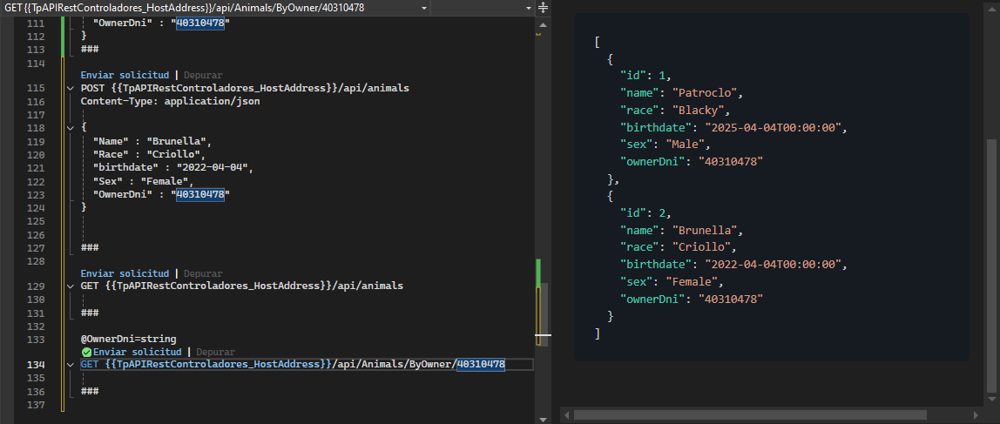 GET {{TpAPIRestControladores_HostAddress}}/api/Animals/ByOwner/40310478
111 "OwnerDni" : "40310478"
112 }
113 ###
114
Enviar solicitud | Depurar
115 POST {{TpAPIRestControladores_HostAddress}}/api/animals
116 Content-Type: application/json
117
118 {
119 "Name" : "Brunella",
120 "Race" : "Criollo",
121 "birthdate" : "2022-04-04",
122 "Sex" : "Female",
123 "OwnerDni" : "40310478"
124 }
125
126
127 ###
128
Enviar solicitud | Depurar
129 GET {{TpAPIRestControladores_HostAddress}}/api/animals
130
131 ###
132
133 @OwnerDni=string
Enviar solicitud | Depurar
134 GET {{TpAPIRestControladores_HostAddress}}/api/Animals/ByOwner/40310478
135
136 ###
137
[
{
"id": 1,
"name": "Patroclo",
"race": "Blacky",
"birthdate": "2025-04-04T00:00:00",
"sex": "Male",
"ownerDni": "40310478"
},
{
"id": 2,
"name": "Brunella",
"race": "Criollo",
"birthdate": "2022-04-04T00:00:00",
"sex": "Female",
"ownerDni": "40310478"
}
]